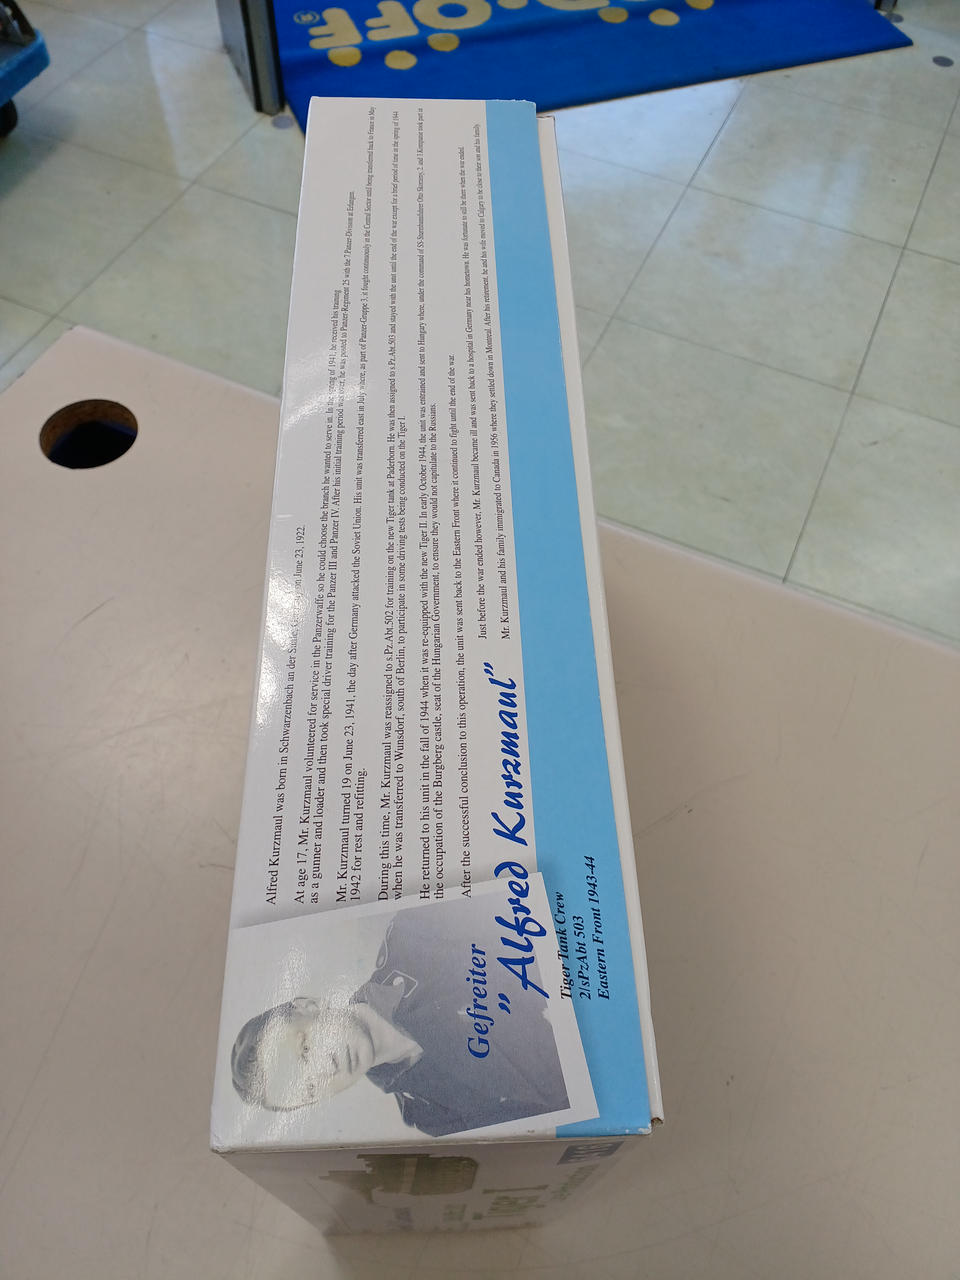 OFF®
Alfred Kurzmaul was born in Schwarzenbach an der Saale, on June 23, 1922.
At age 17, Mr. Kurzmaul volunteered for service in the Panzerwaffe so he could choose the branch he wanted to serve in. In the spring of 1941, he received his training
as a gunner and loader and then took special driver training for the Panzer III and Panzer IV. After his initial training period was over, he was posted to Panzer-Regiment 25 with the 7 Panzer-Division at Erlangen.
Mr. Kurzmaul turned 19 on June 23, 1941, the day after Germany attacked the Soviet Union. His unit was transferred east in July where, as part of Panzer-Gruppe 3, it fought continuously in the Central Sector until being transferred back to France in May
1942 for rest and refitting.
During this time, Mr. Kurzmaul was reassigned to s.Pz.Abt.502 for training on the new Tiger tank at Paderborn. He was then assigned to s.Pz.Abt.503 and stayed with the unit until the end of the war except for a brief period of time in the spring of 1944
when he was transferred to Wunsdorf, south of Berlin, to participate in some driving tests being conducted on the Tiger I.
He returned to his unit in the fall of 1944 when it was re-equipped with the new Tiger II. In early October 1944, the unit was entrained and sent to Hungary where, under the command of SS-Sturmbannführer Otto Skorzeny, 2. and 3.Kompanie took part in
the occupation of the Burgberg castle, seat of the Hungarian Government, to ensure they would not capitulate to the Russians.
After the successful conclusion to this operation, the unit was sent back to the Eastern Front where it continued to fight until the end of the war.
Just before the war ended however, Mr. Kurzmaul became ill and was sent back to a hospital in Germany near his hometown. He was fortunate to still be there when the war ended.
Mr. Kurzmaul and his family immigrated to Canada in 1956 where they settled down in Montreal. After his retirement, he and his wife moved to Calgary to be close to their son and his family.
Gefreiter
"Alfred Kurzmaul"
Tiger Tank Crew
2/sPzAbt 503
Eastern Front 1943-44
Tiger I